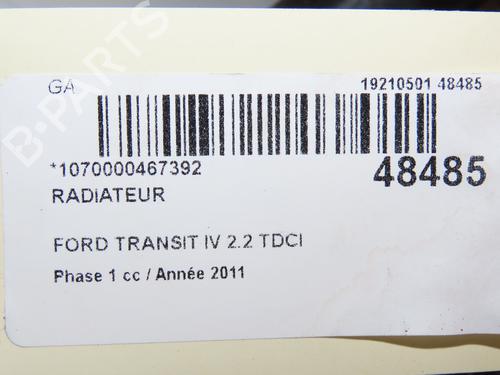 GA 19210501 48485
*1070000467392 48485
RADIATEUR
FORD TRANSIT IV 2.2 TDCI
Phase 1 cc / Année 2011
B-PARTS